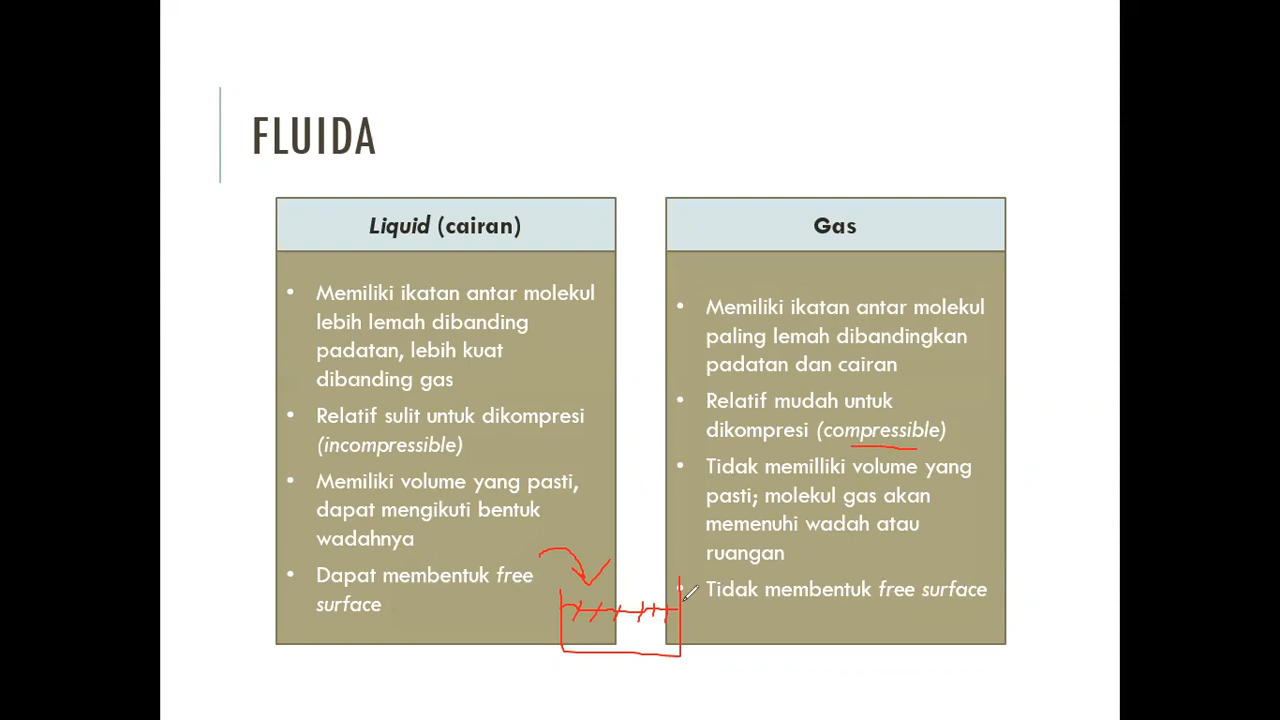 FLUIDA
Liquid (cairan)
• Memiliki ikatan antar molekul
lebih lemah dibanding
padatan, lebih kuat
dibanding gas
• Relatif sulit untuk dikompresi
(incompressible)
• Memiliki volume yang pasti,
dapat mengikuti bentuk
wadahnya
• Dapat membentuk free
surface
Gas
• Memiliki ikatan antar molekul
paling lemah dibandingkan
padatan dan cairan
• Relatif mudah untuk
dikompresi (compressible)
• Tidak memilliki volume yang
pasti; molekul gas akan
memenuhi wadah atau
ruangan
• Tidak membentuk free surface